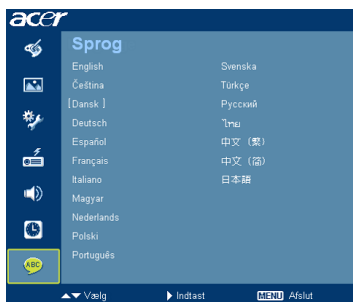 acer
Sprog
English
Čeština
[Dansk ]
Deutsch
Español
Français
Italiano
Magyar
Nederlands
Polski
Português
Svenska
Türkçe
Русский
ไทย
中文 (繁)
中文 (简)
日本語
ABC
Vælg Indtast MENU Afslut